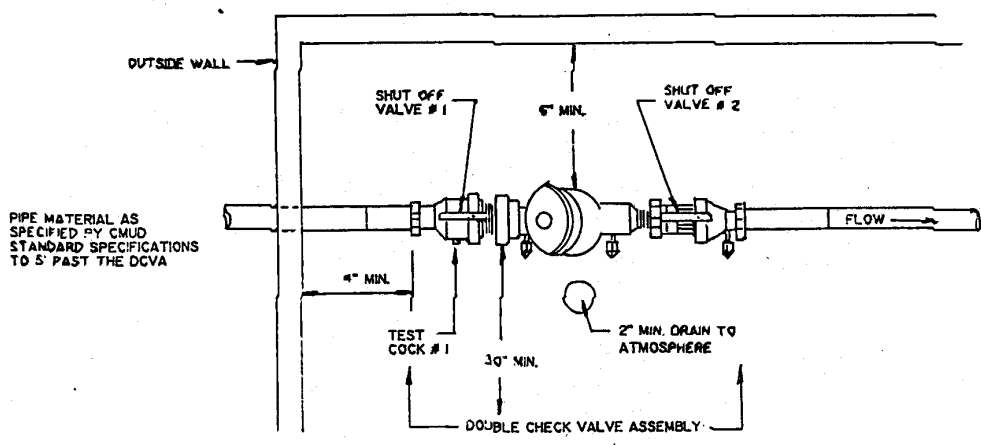 OUTSIDE WALL
SHUT OFF
VALVE #1
6" MIN.
SHUT OFF
VALVE # 2
PIPE MATERIAL AS
SPECIFIED BY CMUD
STANDARD SPECIFICATIONS
TO 5' PAST THE DCVA
FLOW
4" MIN.
TEST
COCK #1
30" MIN.
2" MIN. DRAIN TO
ATMOSPHERE
DOUBLE CHECK VALVE ASSEMBLY